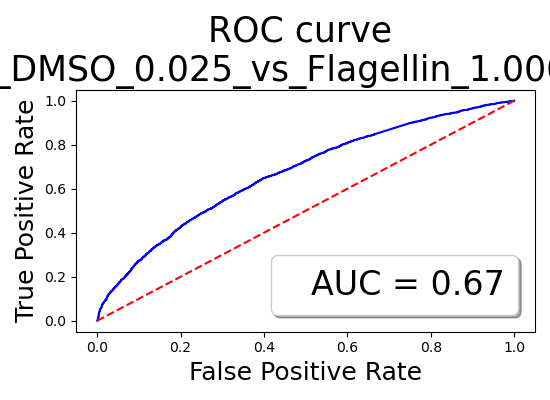 ROC curve
_DMSO_0.025_vs_Flagellin_1.00
True Positive Rate
1.0
0.8
0.6
0.4
0.2
0.0
AUC = 0.67
0.0 0.2 0.4 0.6 0.8 1.0
False Positive Rate